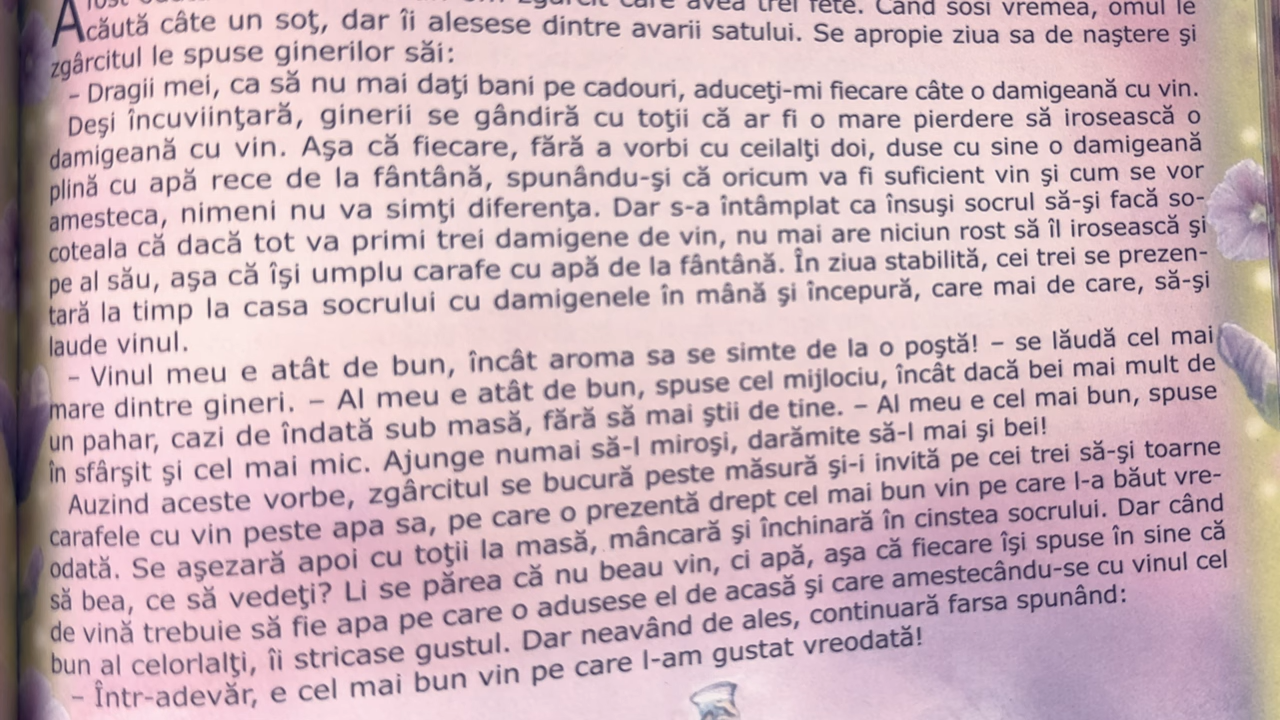 A zgârcit care avea trei fete. Când sosi vremea, omul le
căută câte un soţ, dar îi alesese dintre avarii satului. Se apropie ziua sa de naştere şi
zgârcitul le spuse ginerilor săi:
– Dragii mei, ca să nu mai daţi bani pe cadouri, aduceţi-mi fiecare câte o damigeană cu vin.
Deşi încuviinţară, ginerii se gândiră cu toţii că ar fi o mare pierdere să irosească o
damigeană cu vin. Aşa că fiecare, fără a vorbi cu ceilalţi doi, duse cu sine o damigeană
plină cu apă rece de la fântână, spunându-şi că oricum va fi suficient vin şi cum se vor
amesteca, nimeni nu va simţi diferenţa. Dar s-a întâmplat ca însuşi socrul să-şi facă so-
coteala că dacă tot va primi trei damigene de vin, nu mai are niciun rost să îl irosească şi
pe al său, aşa că îşi umplu carafe cu apă de la fântână. În ziua stabilită, cei trei se prezen-
tară la timp la casa socrului cu damigenele în mână şi începură, care mai de care, să-şi
laude vinul.
– Vinul meu e atât de bun, încât aroma sa se simte de la o poştă! – se lăudă cel mai
mare dintre gineri. – Al meu e atât de bun, spuse cel mijlociu, încât dacă bei mai mult de
un pahar, cazi de îndată sub masă, fără să mai ştii de tine. – Al meu e cel mai bun, spuse
în sfârşit şi cel mai mic. Ajunge numai să-l miroşi, darămite să-l mai şi bei!
Auzind aceste vorbe, zgârcitul se bucură peste măsură şi-i invită pe cei trei să-şi toarne
carafele cu vin peste apa sa, pe care o prezentă drept cel mai bun vin pe care l-a băut vre-
odată. Se aşezară apoi cu toţii la masă, mâncară şi închinară în cinstea socrului. Dar când
să bea, ce să vedeţi? Li se părea că nu beau vin, ci apă, aşa că fiecare îşi spuse în sine că
de vină trebuie să fie apa pe care o adusese el de acasă şi care amestecându-se cu vinul cel
bun al celorlalţi, îi stricase gustul. Dar neavând de ales, continuară farsa spunând:
– Într-adevăr, e cel mai bun vin pe care l-am gustat vreodată!